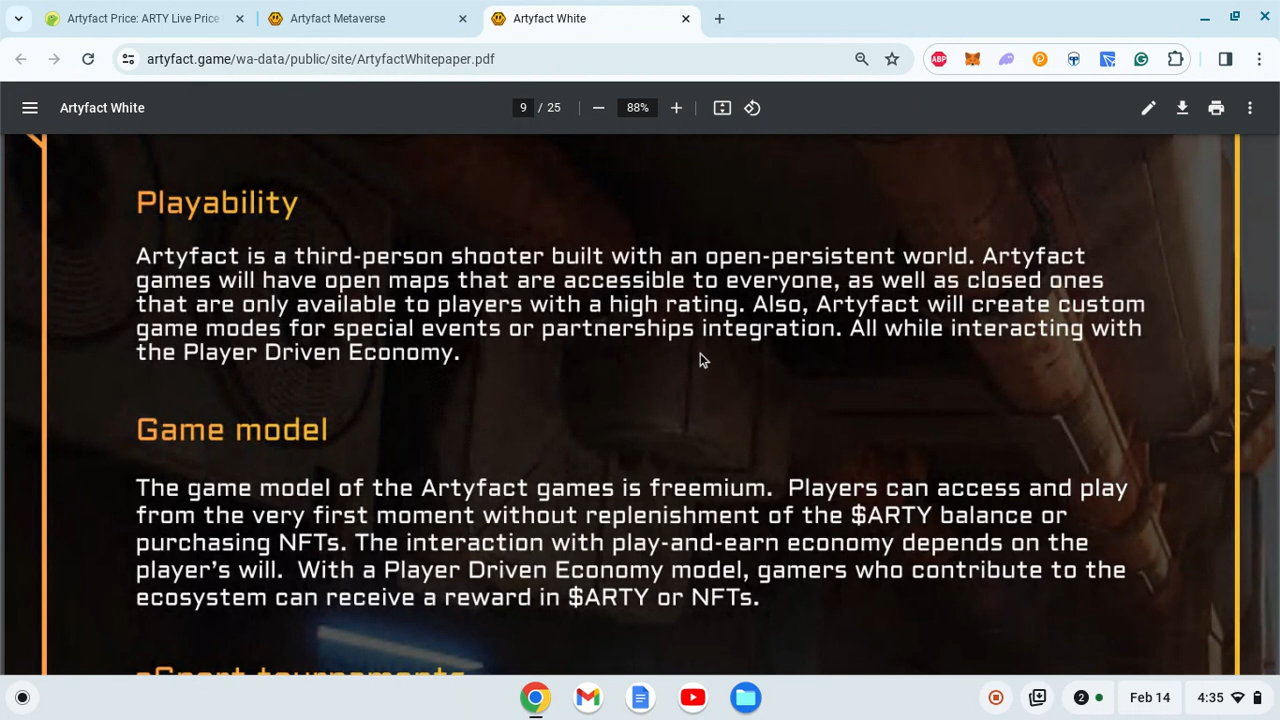 Artyfact Price: ARTY Live Price
Artyfact Metaverse
Artyfact White
artyfact.game/wa-data/public/site/ArtyfactWhitepaper.pdf
ABP
Artyfact White
9 / 25
88%
Playability
Artyfact is a third-person shooter built with an open-persistent world. Artyfact
games will have open maps that are accessible to everyone, as well as closed ones
that are only available to players with a high rating. Also, Artyfact will create custom
game modes for special events or partnerships integration. All while interacting with
the Player Driven Economy.
Game model
The game model of the Artyfact games is freemium. Players can access and play
from the very first moment without replenishment of the $ARTY balance or
purchasing NFTs. The interaction with play-and-earn economy depends on the
player's will. With a Player Driven Economy model, gamers who contribute to the
ecosystem can receive a reward in $ARTY or NFTs.
eSport tournaments
2
Feb 14
4:35